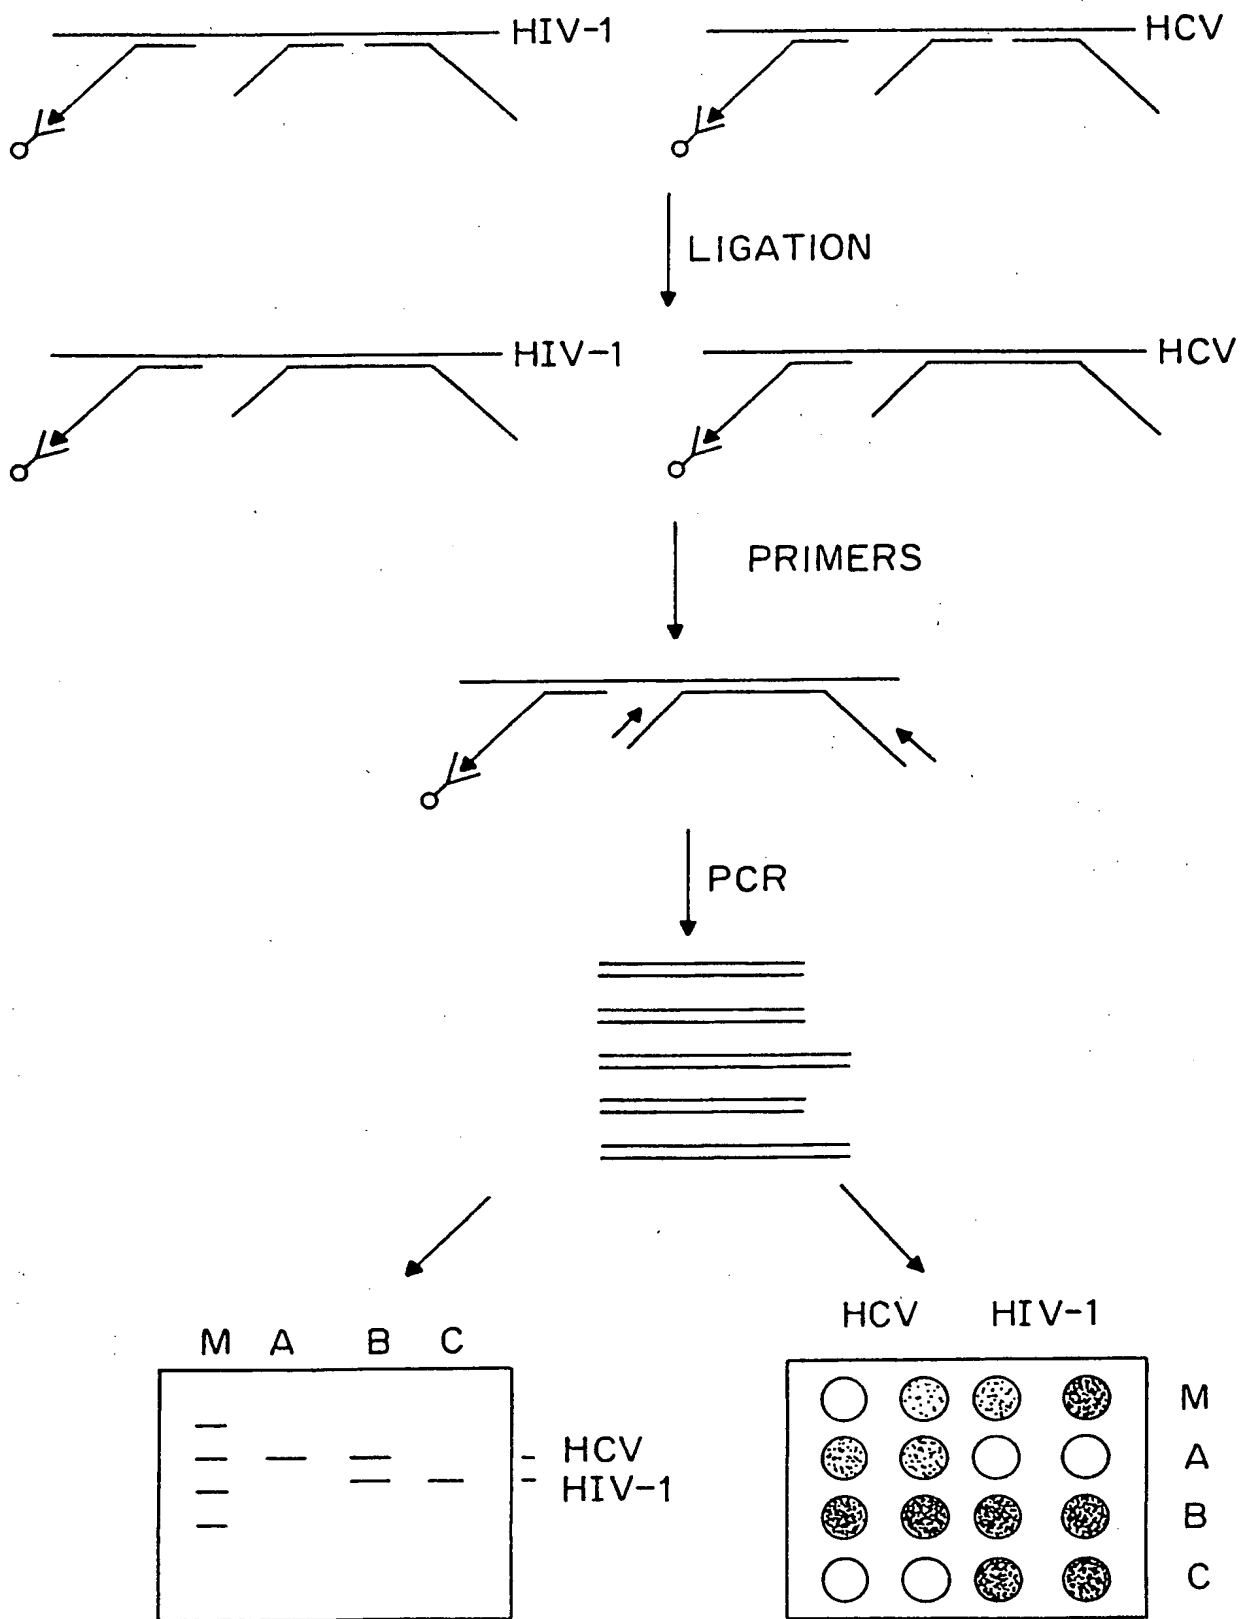 HIV-1 HCV
LIGATION
HIV-1 HCV
PRIMERS
PCR
HCV HIV-1
M A B C
M
HCV
A
HIV-1
B
C